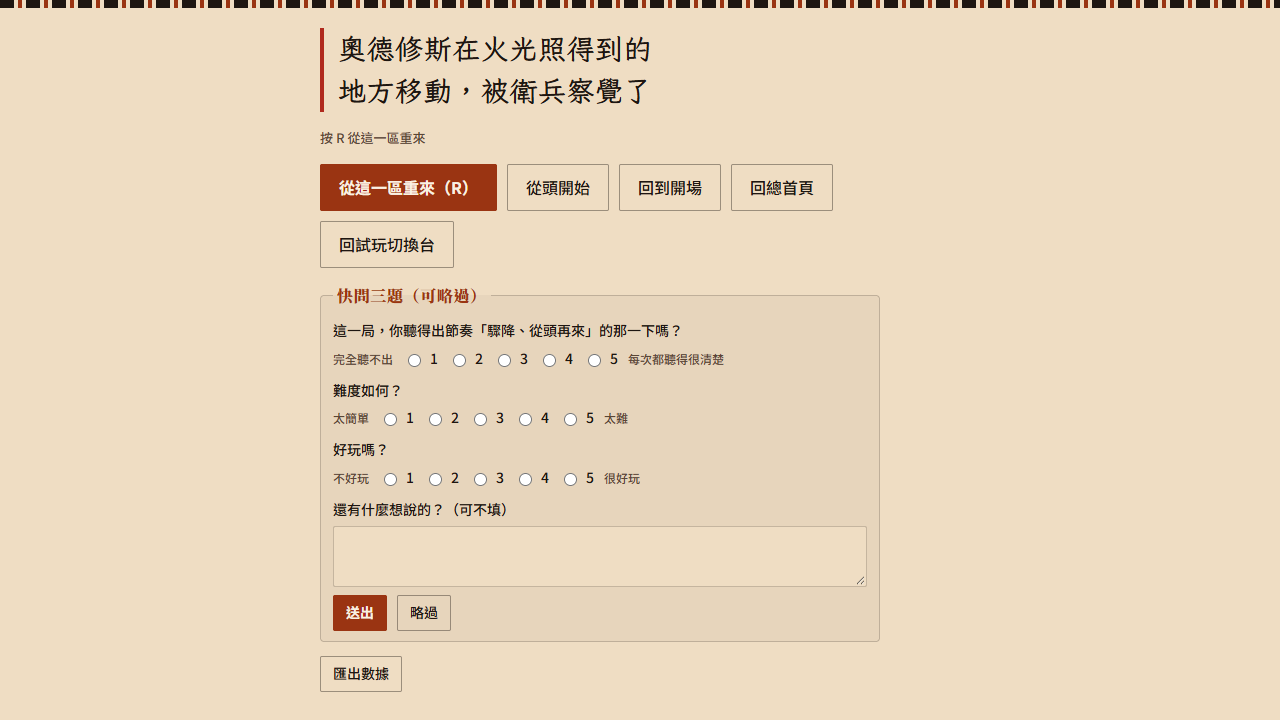 奧德修斯在火光照得到的
地方移動，被衛兵察覺了
按 R 從這一區重來
從這一區重來（R） 從頭開始 回到開場 回總首頁
回試玩切換台
快問三題（可略過）
這一局，你聽得出節奏「驟降、從頭再來」的那一下嗎？
完全聽不出 1 2 3 4 5 每次都聽得很清楚
難度如何？
太簡單 1 2 3 4 5 太難
好玩嗎？
不好玩 1 2 3 4 5 很好玩
還有什麼想說的？（可不填）
送出 略過
匯出數據